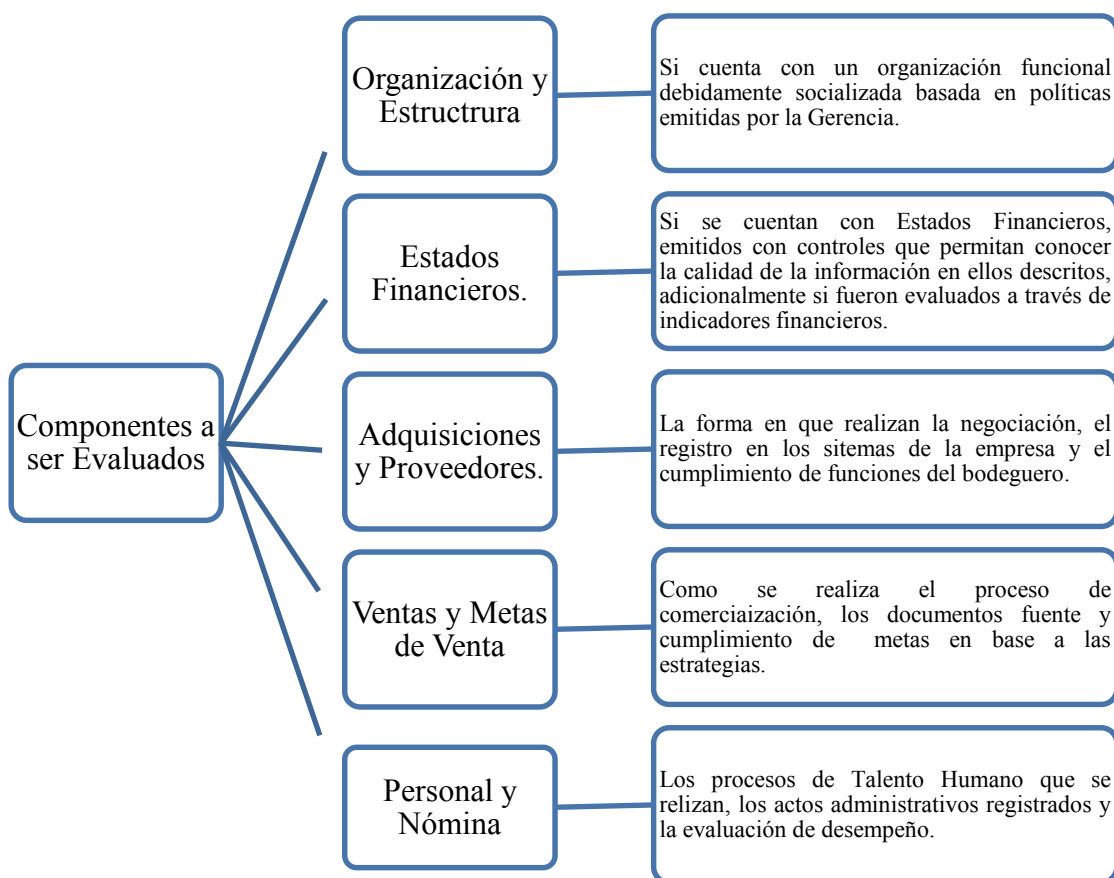 Componentes a
ser Evaluados
Organización y
Estructrura
Si cuenta con un organización funcional
debidamente socializada basada en políticas
emitidas por la Gerencia.
Estados
Financieros.
Si se cuentan con Estados Financieros,
emitidos con controles que permitan conocer
la calidad de la información en ellos descritos,
adicionalmente si fueron evaluados a través de
indicadores financieros.
Adquisiciones
y Proveedores.
La forma en que realizan la negociación, el
registro en los sitemas de la empresa y el
cumplimiento de funciones del bodeguero.
Ventas y Metas
de Venta
Como se realiza el proceso de
comerciaización, los documentos fuente y
cumplimiento de metas en base a las
estrategias.
Personal y
Nómina
Los procesos de Talento Humano que se
relizan, los actos administrativos registrados y
la evaluación de desempeño.